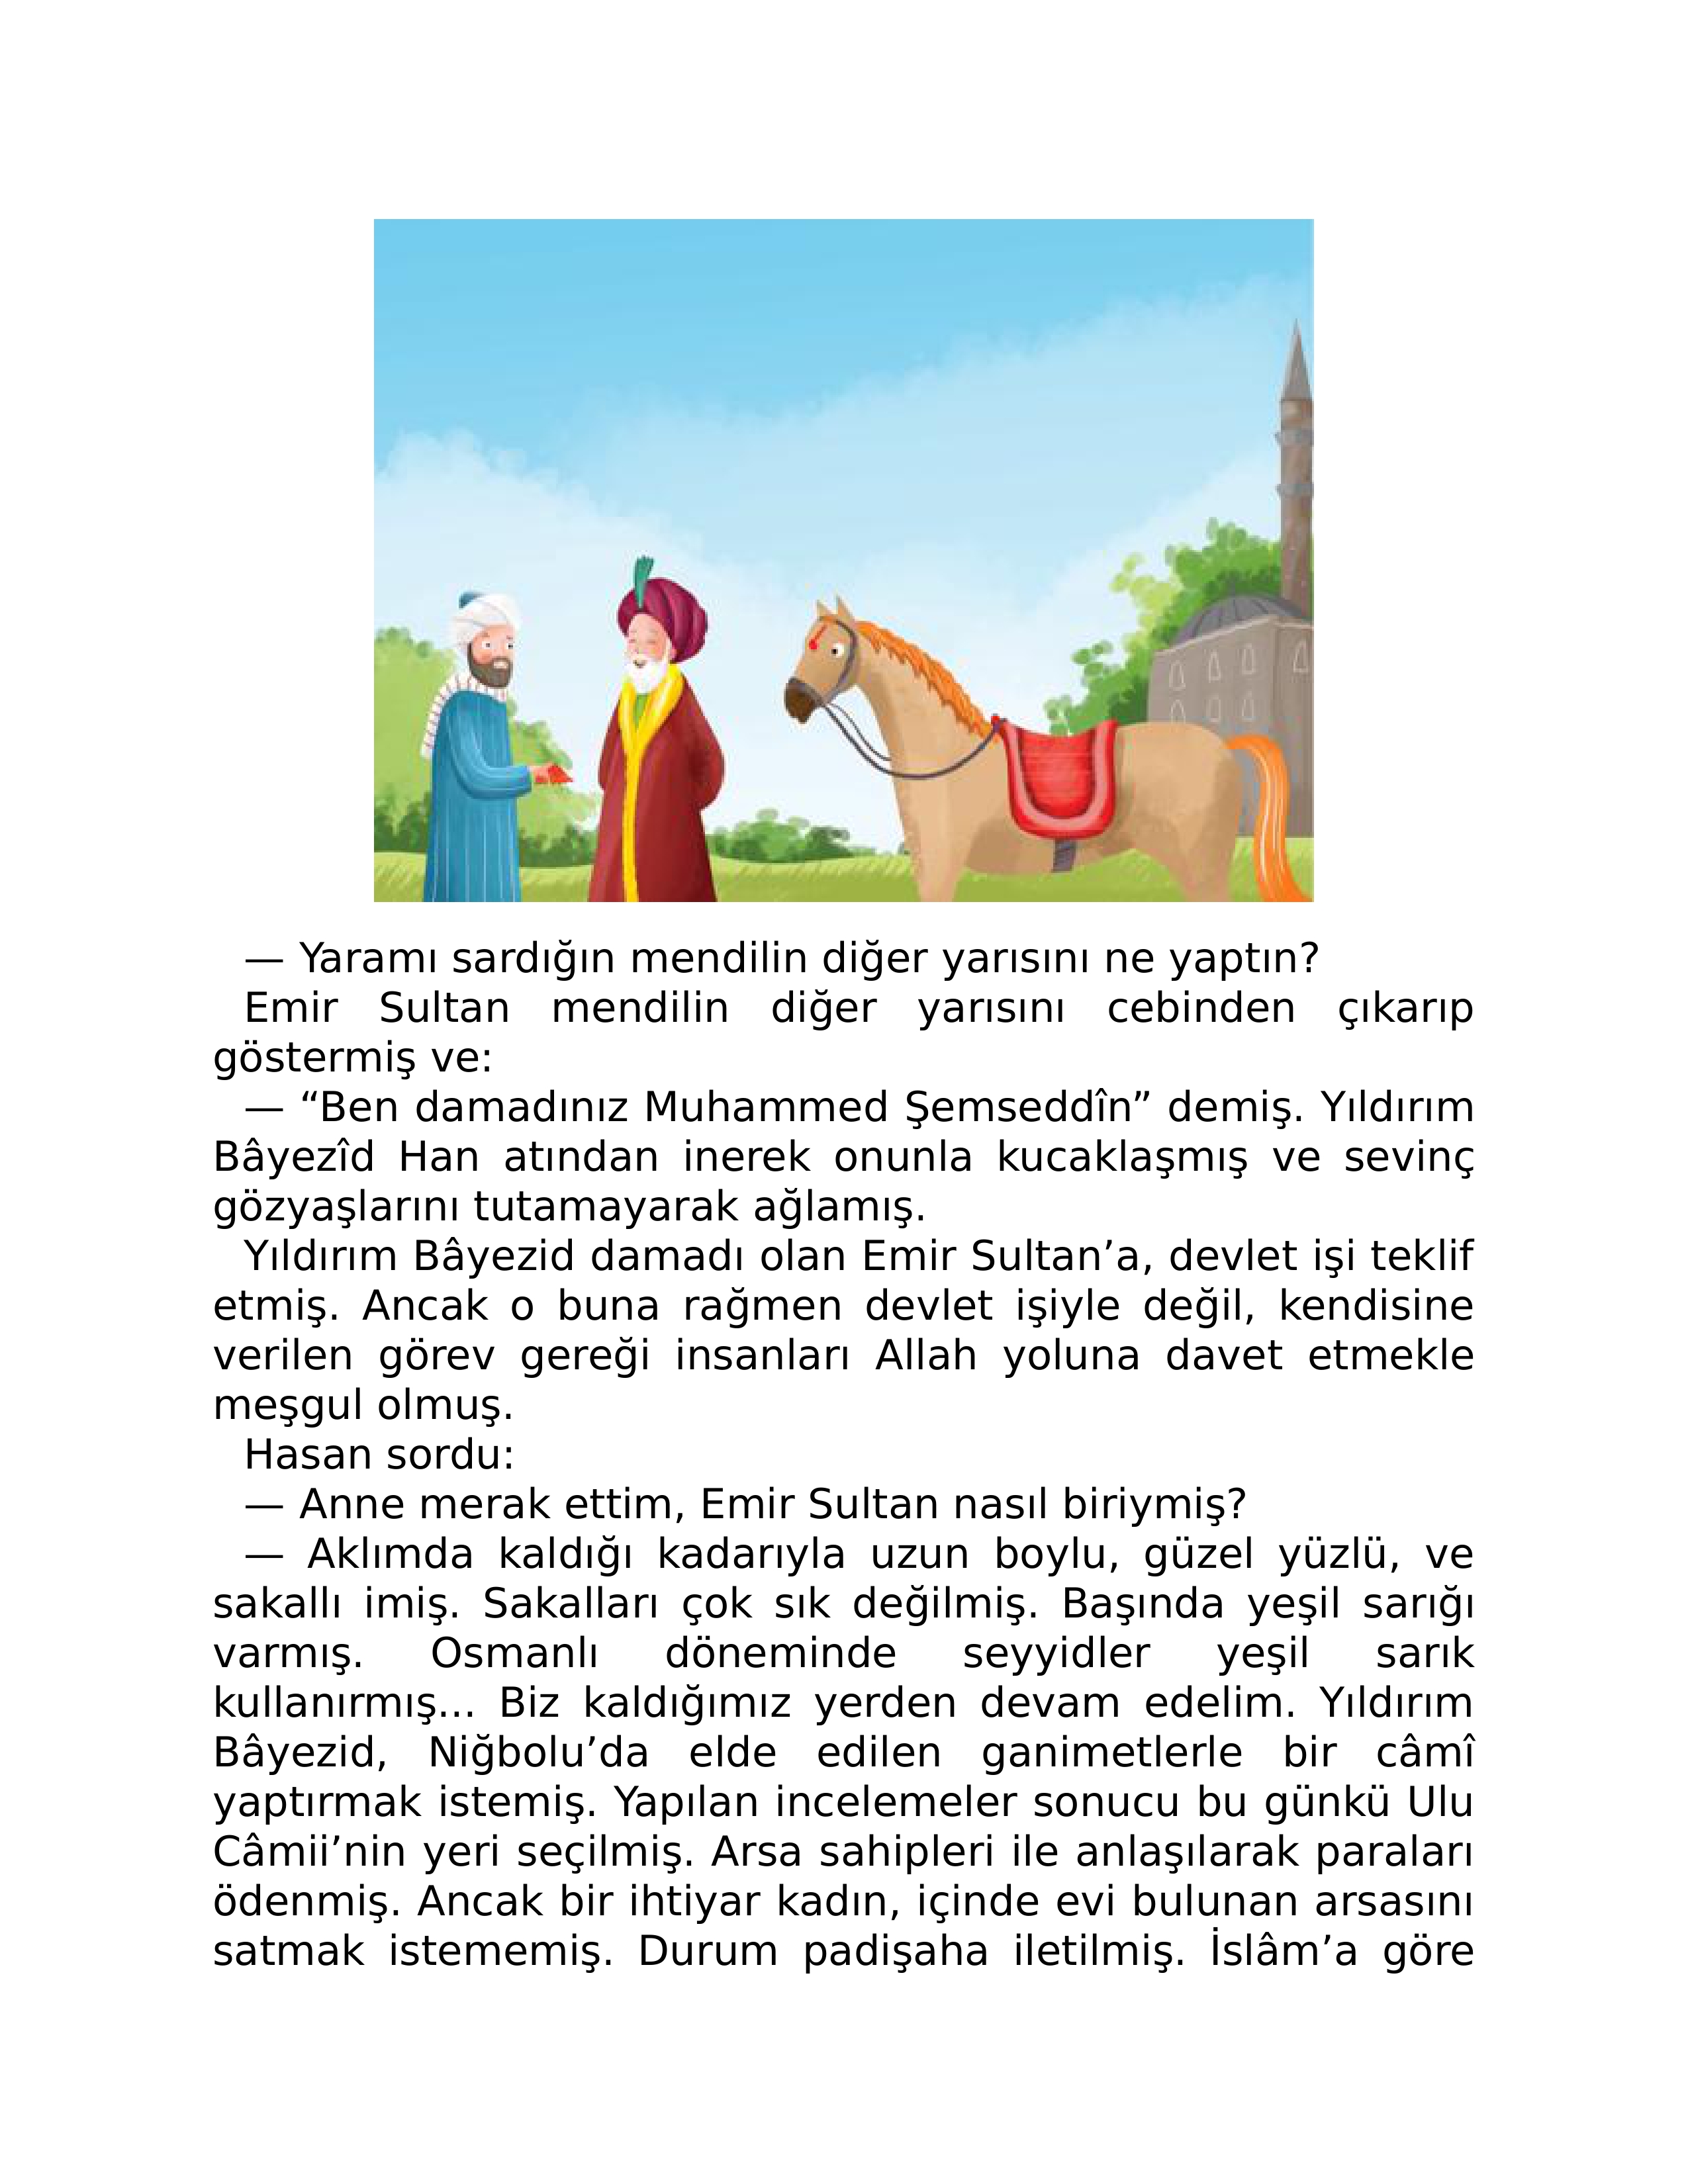 — Yaramı sardığın mendilin diğer yarısını ne yaptın?
Emir Sultan mendilin diğer yarısını cebinden çıkarıp
göstermiş ve:
— “Ben damadınız Muhammed Şemseddîn” demiş. Yıldırım
Bâyezîd Han atından inerek onunla kucaklaşmış ve sevinç
gözyaşlarını tutamayarak ağlamış.
Yıldırım Bâyezid damadı olan Emir Sultan’a, devlet işi teklif
etmiş. Ancak o buna rağmen devlet işiyle değil, kendisine
verilen görev gereği insanları Allah yoluna davet etmekle
meşgul olmuş.
Hasan sordu:
— Anne merak ettim, Emir Sultan nasıl biriymiş?
— Aklımda kaldığı kadarıyla uzun boylu, güzel yüzlü, ve
sakallı imiş. Sakalları çok sık değilmiş. Başında yeşil sarığı
varmış. Osmanlı döneminde seyyidler yeşil sarık
kullanırmış... Biz kaldığımız yerden devam edelim. Yıldırım
Bâyezid, Niğbolu’da elde edilen ganimetlerle bir câmî
yaptırmak istemiş. Yapılan incelemeler sonucu bu günkü Ulu
Câmii’nin yeri seçilmiş. Arsa sahipleri ile anlaşılarak paraları
ödenmiş. Ancak bir ihtiyar kadın, içinde evi bulunan arsasını
satmak istememiş. Durum padişaha iletilmiş. İslâm’a göre